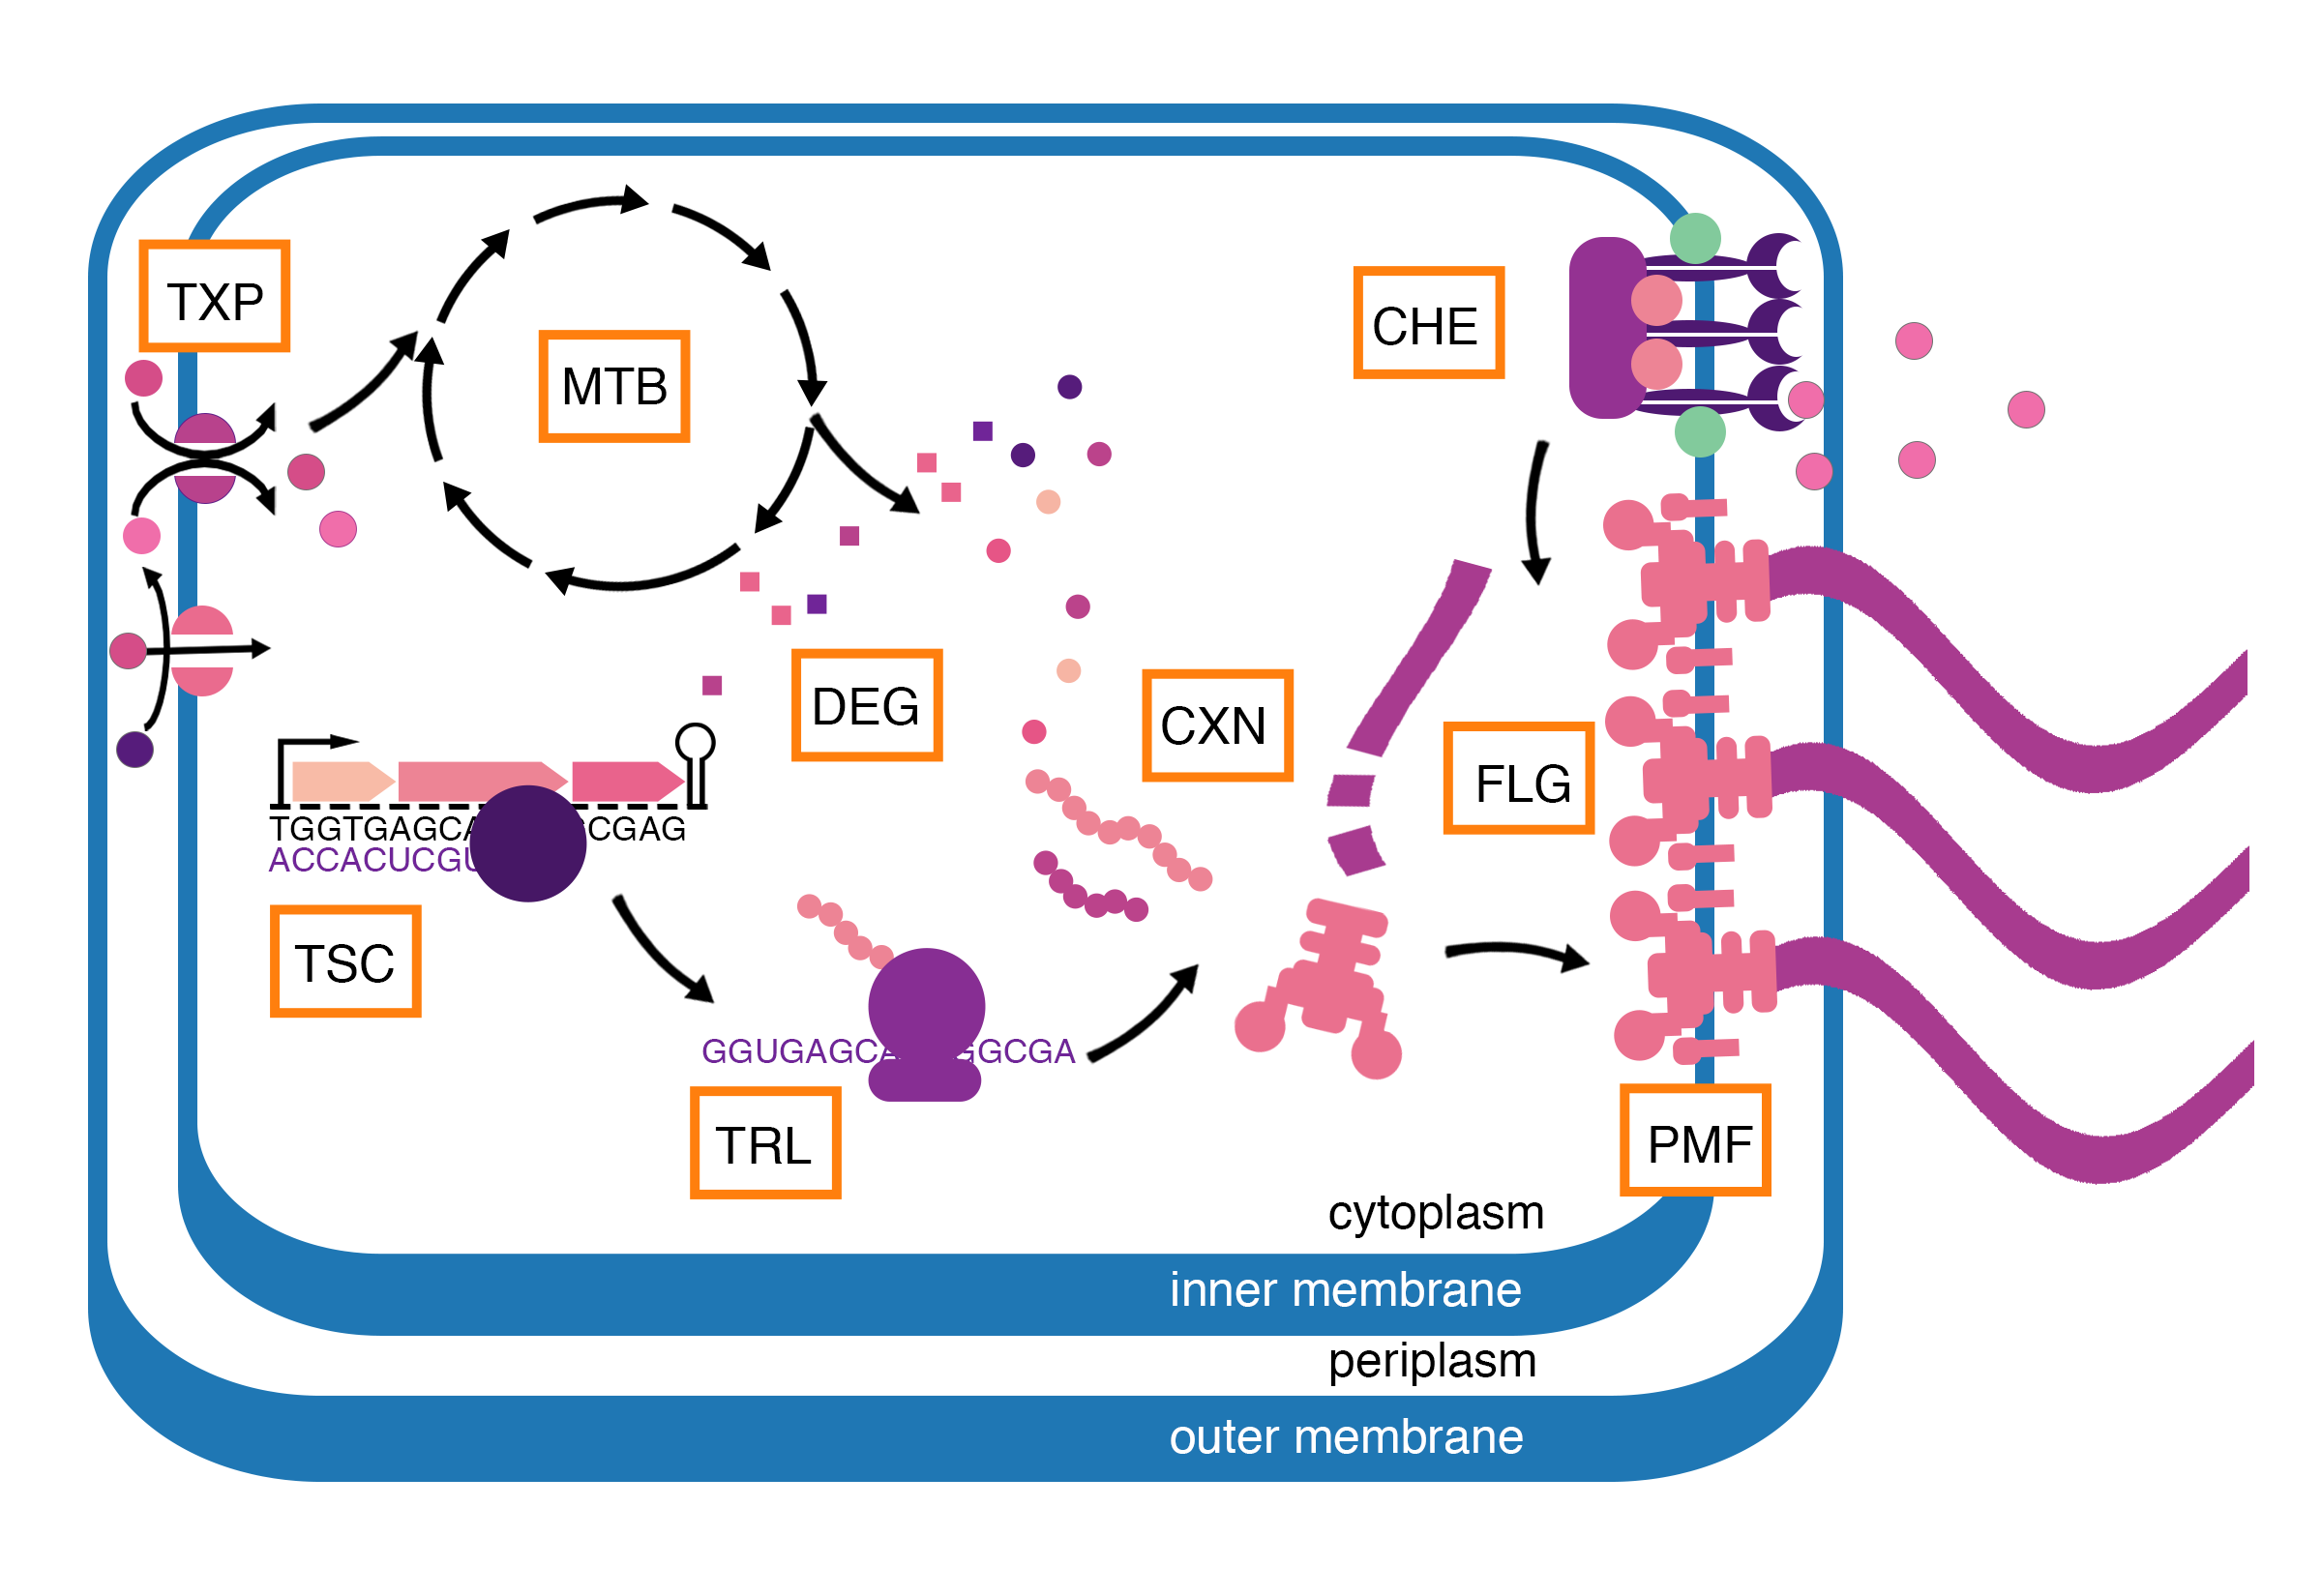 TXP
MTB
CHE
DEG
CXN
FLG
TGGTGAGCA CGAG
ACCACUCGU
TSC
GGUGAGCA GGCGA
TRL
PMF
cytoplasm
inner membrane
periplasm
outer membrane